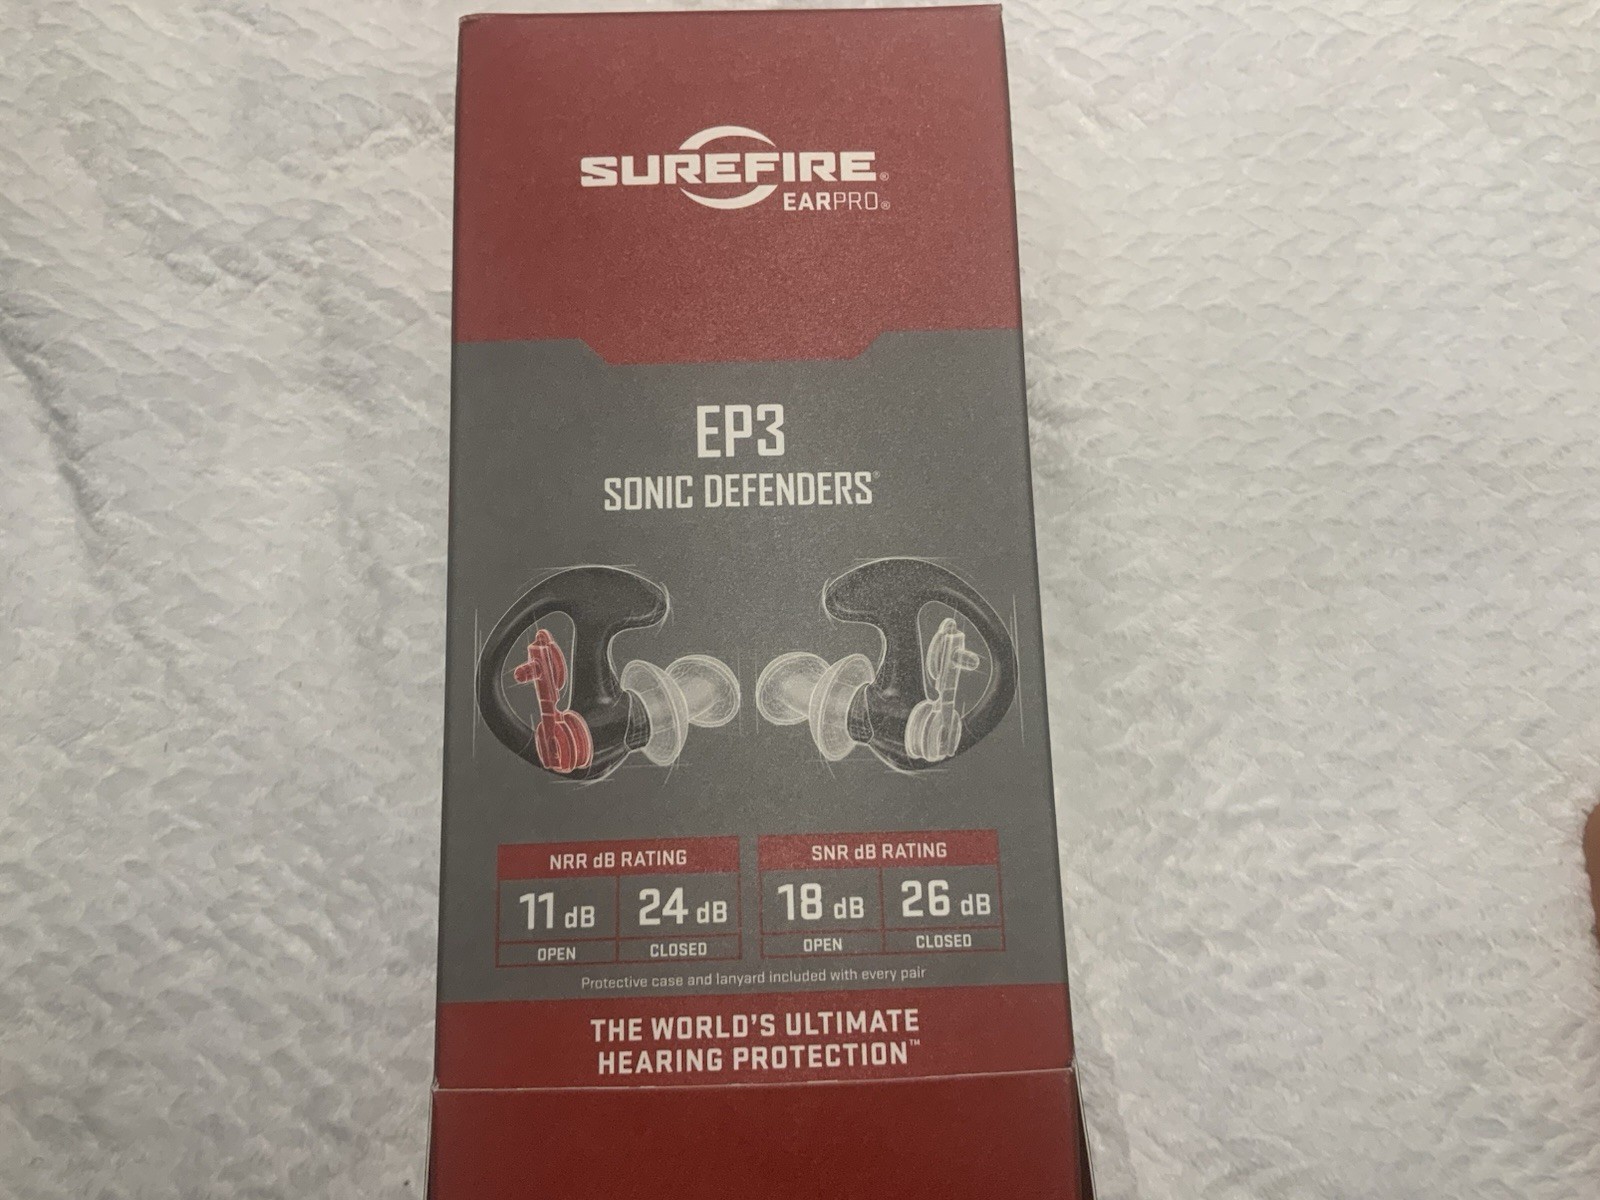 SUREFIRE®
EARPRO®
EP3
SONIC DEFENDERS®
NRR dB RATING
11 dB
24 dB
OPEN
CLOSED
SNR dB RATING
18 dB
26 dB
OPEN
CLOSED
Protective case and lanyard included with every pair
THE WORLD'S ULTIMATE
HEARING PROTECTION™